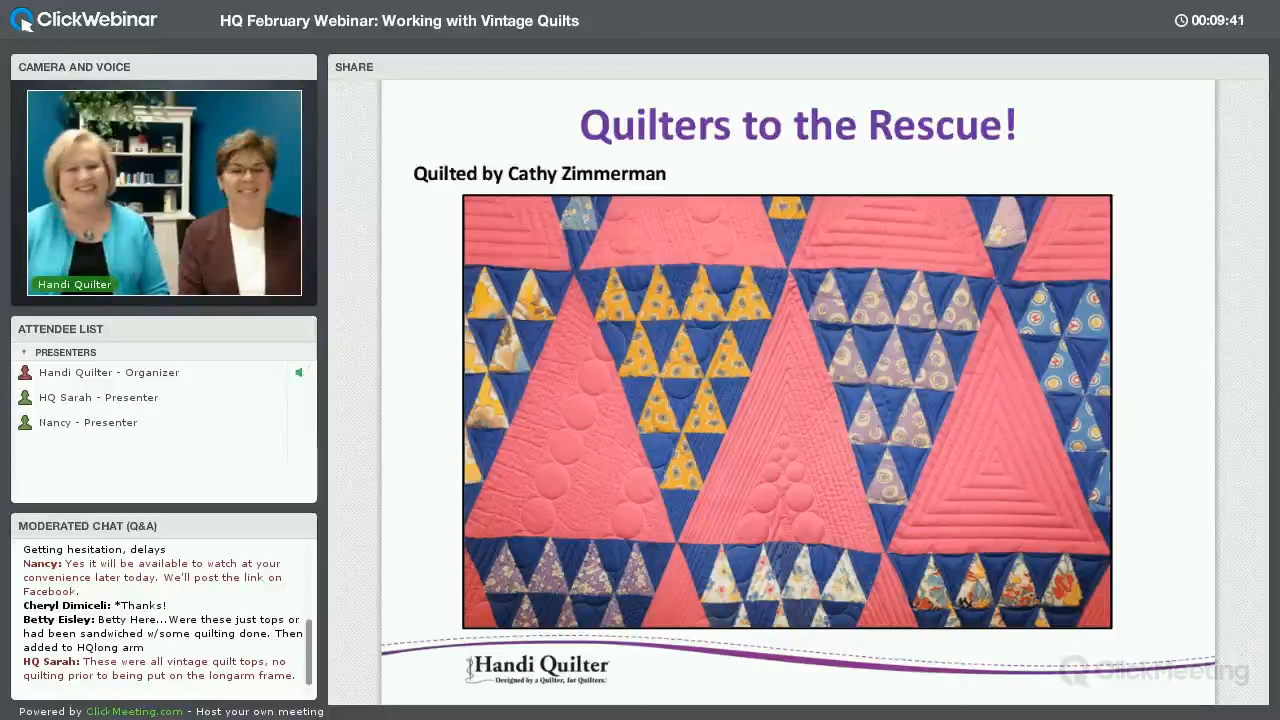 ClickWebinar
HQ February Webinar: Working with Vintage Quilts
00:09:41
CAMERA AND VOICE
SHARE
Handi Quilter
ATTENDEE LIST
PRESENTERS
Handi Quilter - Organizer
HQ Sarah - Presenter
Nancy - Presenter
MODERATED CHAT (Q&A)
Getting hesitation, delays
Nancy: Yes it will be available to watch at your
convenience later today. We'll post the link on
Facebook.
Cheryl Diniceli: *Thanks!
Betty Eisley: Betty Here... Were these just tops or
had been sandwiched w/some quilting done. Then
HQ Sarah: These were all vintage quilt tops, no
quilting prior to being put on the longarm frame.
Powered by ClickMeeting.com - Host your own meeting
Quilters to the Rescue!
Quilted by Cathy Zimmerman
Handi Quilter
Designed by a Quilter, for Quilters.
ClickMeeting